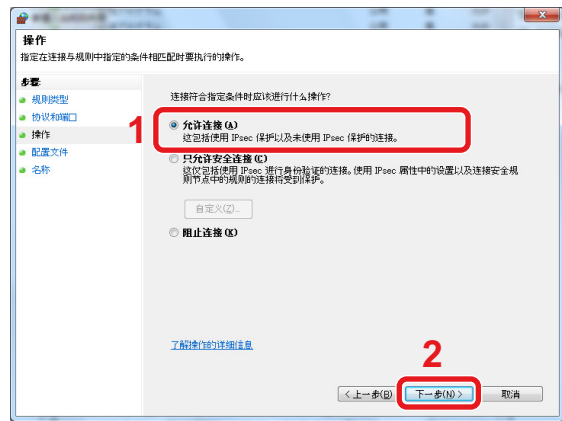 操作
指定在连接与规则中指定的条件相匹配时要执行的操作。
步骤:
规则类型
协议和端口
操作
配置文件
名称
连接符合指定条件时应该进行什么操作?
1
允许连接(A)
这包括使用 IPsec 保护以及未使用 IPsec 保护的连接。
只允许安全连接(C)
这仅包括使用 IPsec 进行身份验证的连接。使用 IPsec 属性中的设置以及连接安全规
则节点中的规则的连接将受到保护。
自定义(Z)...
阻止连接(K)
了解操作的详细信息
2
< 上一步(B)
下一步(N) >
取消